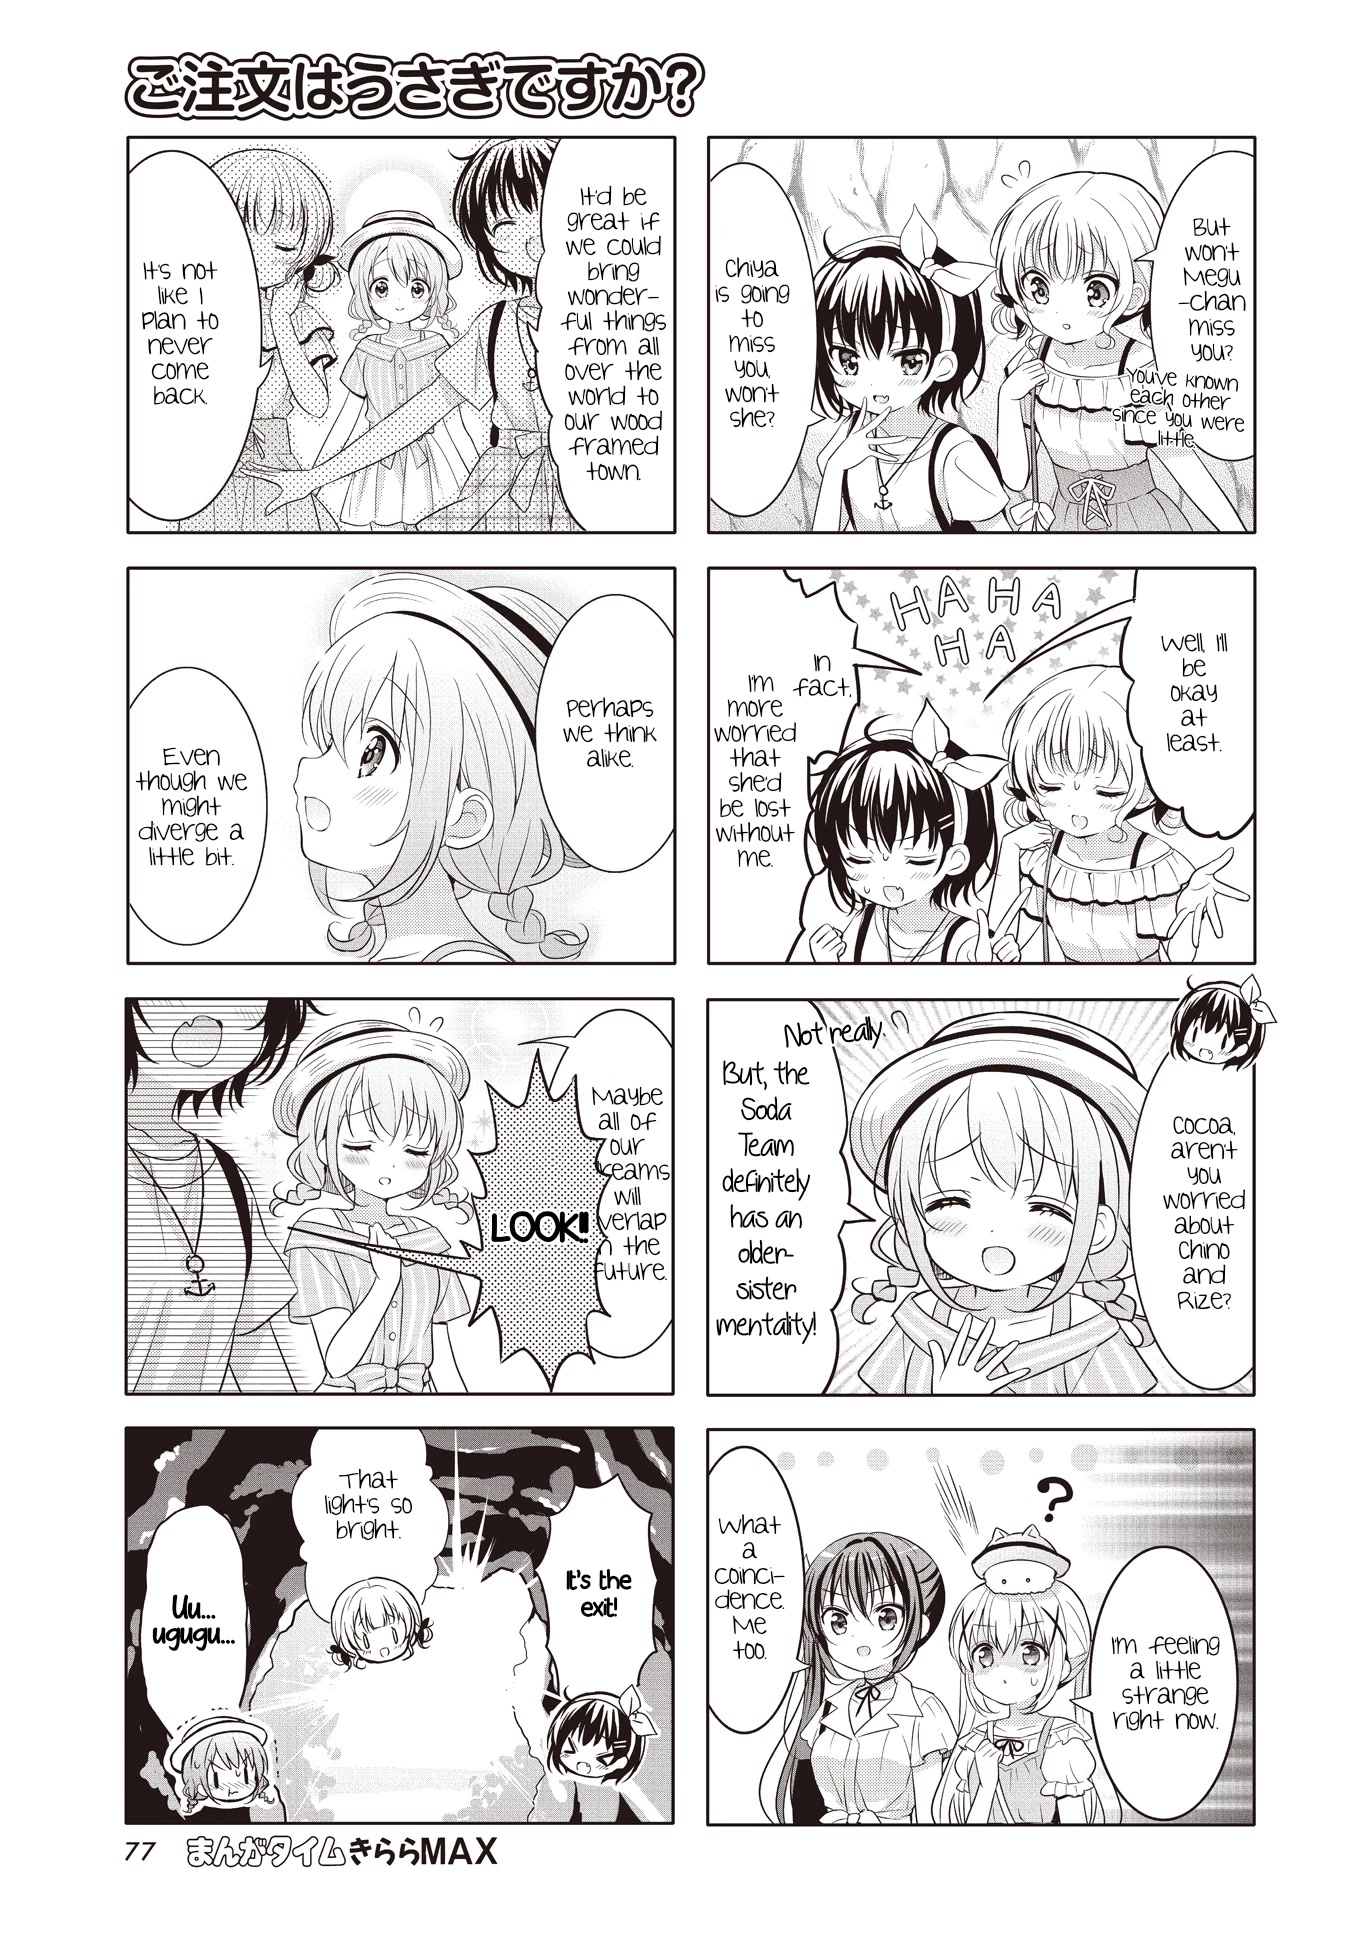 ご注文はうさぎですか?
But
won't
Megu
-chan
miss
you?
You've known
each other
since you were
little.
Chiya
is going
to
miss
you,
won't
she?
HA HA
HA
Well, I'll
be
okay
at
least.
In
fact,
I'm
more
worried
that
she'd
be lost
without
me.
Cocoa,
aren't
you
worried
about
Chino
and
Rize?
Not really.
But, the
Soda
Team
definitely
has an
older-
sister
mentality!
?
I'm feeling
a little
strange
right now.
What
a
coinci-
dence.
Me
too.
It'd be
great if
we could
bring
wonder-
ful things
from all
over the
world to
our wood
framed
town.
It's not
like I
plan to
never
come
back.
Perhaps
we think
alike.
Even
though we
might
diverge a
little bit.
Maybe
all of
our
reams
will
verlap
n the
future.
LOOK!!
It's the
exit!
That
light's so
bright.
Uu...
ugugu...
77 まんがタイムきららMAX